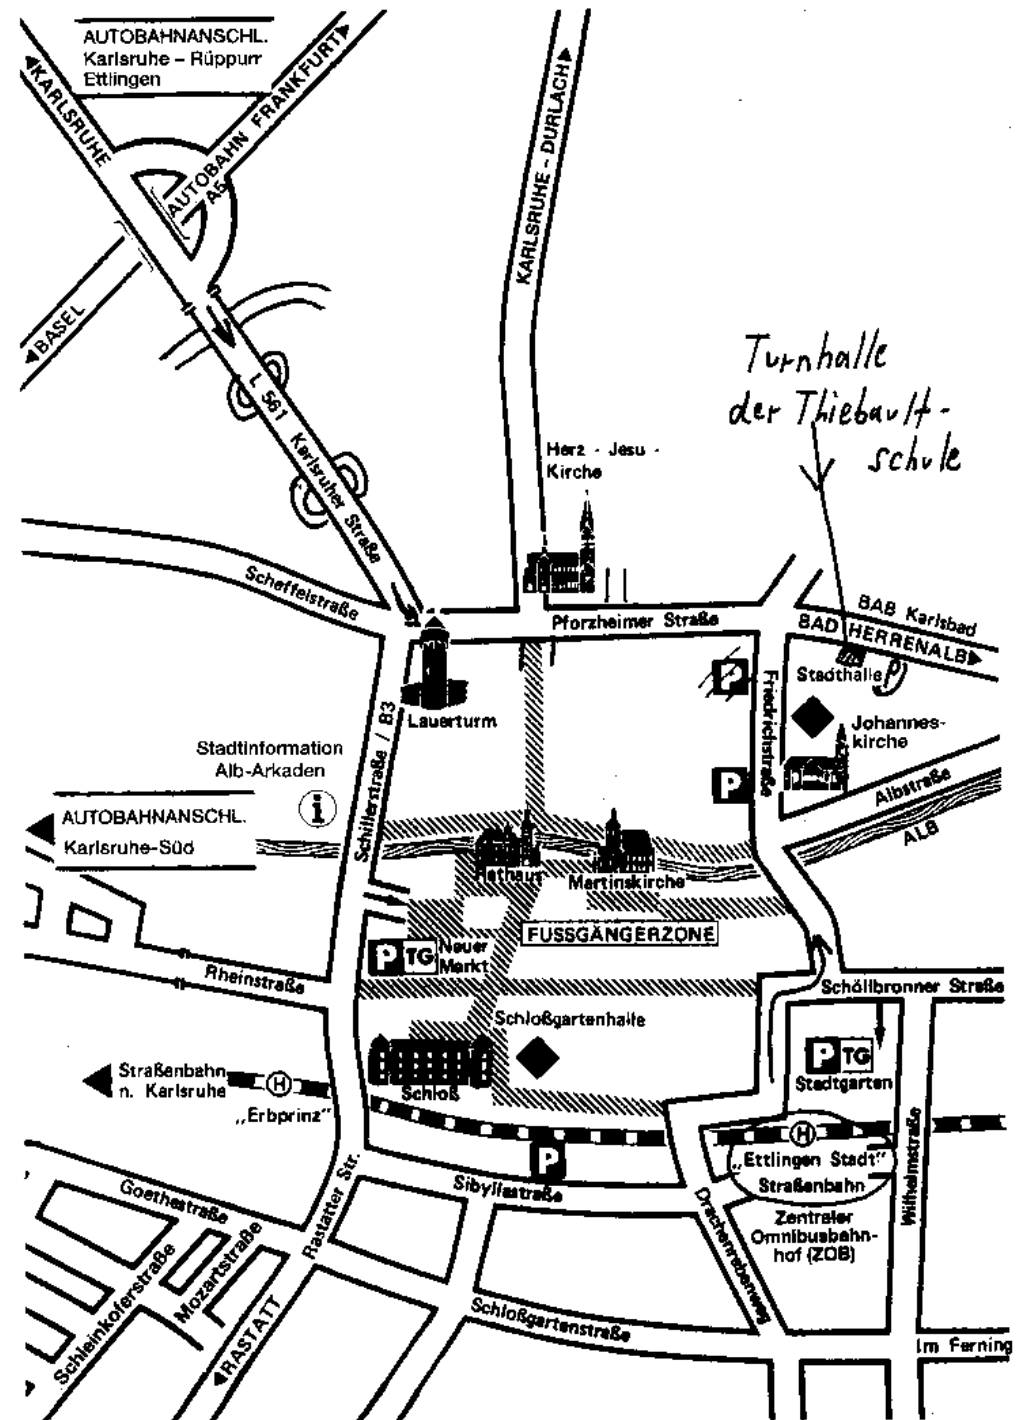 AUTOBAHNANSCHL.
Karlsruhe – Rüppurr
Ettlingen
KARLSRUHE
AUTOBAHN FRANKFURT
A5
BASEL
KARLSRUHE - DURLACH
L 561 Karlsruher Straße
Turnhalle
der Thiebault-
schule
Herz - Jesu -
Kirche
Scheffelstraße
Pforzheimer Straße
BAB Karlsbad
BAD HERRENALB
P
Stadthalle
P
Friedrichstraße
Lauerturm
Schillerstraße / B3
Johannes-
kirche
Stadtinformation
Alb-Arkaden
i
P
Albstraße
ALB
AUTOBAHNANSCHL.
Karlsruhe-Süd
Rathaus
Martinskirche
FUSSGÄNGERZONE
P TG
Neuer
Markt
Rheinstraße
Schöllbronner Straße
Schloßgartenhalle
P TG
Stadtgarten
Schloß
Straßenbahn
n. Karlsruhe
H
„Erbprinz”
H
„Ettlingen Stadt”
Straßenbahn
P
Sibyllastraße
Wilhelmstraße
Zentraler
Omnibusbahn-
hof (ZOB)
Drachenrebenweg
Goethestraße
Rastatter Str.
Mozartstraße
Schleinkoferstraße
RASTATT
Schloßgartenstraße
Im Ferning